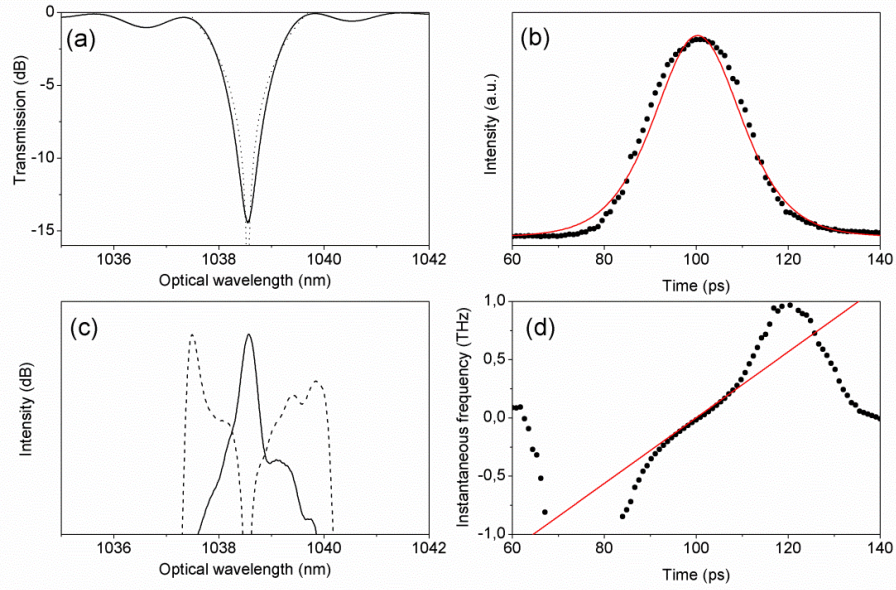 (a)
Transmission (dB)
0
-5
-10
-15
1036 1038 1040 1042
Optical wavelength (nm)
(b)
Intensity (a.u.)
60 80 100 120 140
Time (ps)
(c)
Intensity (dB)
1036 1038 1040 1042
Optical wavelength (nm)
(d)
Instantaneous frequency (THz)
1,0
0,5
0,0
-0,5
-1,0
60 80 100 120 140
Time (ps)